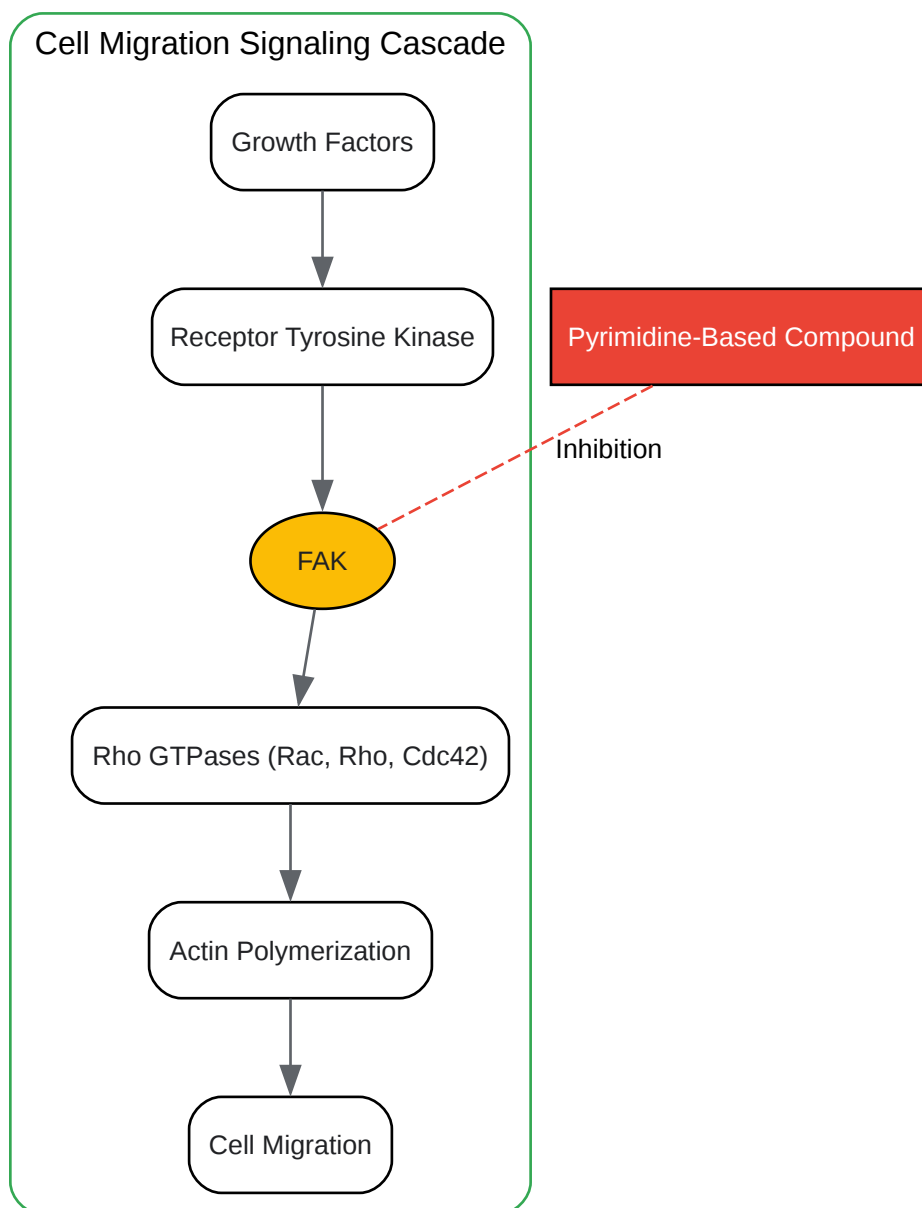 Cell Migration Signaling Cascade
Growth Factors
Receptor Tyrosine Kinase
Pyrimidine-Based Compound
Inhibition
FAK
Rho GTPases (Rac, Rho, Cdc42)
Actin Polymerization
Cell Migration